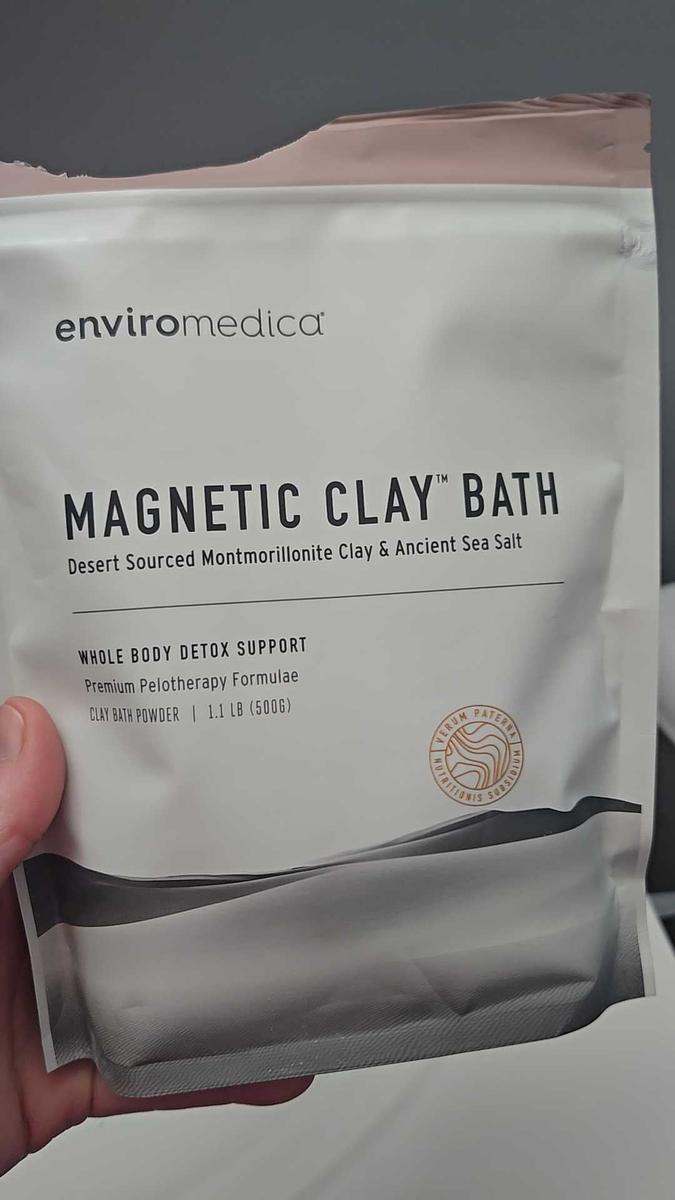 enviromedica®
MAGNETIC CLAY™ BATH
Desert Sourced Montmorillonite Clay & Ancient Sea Salt
WHOLE BODY DETOX SUPPORT
Premium Pelotherapy Formulae
CLAY BATH POWDER | 1.1 LB (500G)
VERUM PATERNA
NUTRITIONIS SUBSIDIUM